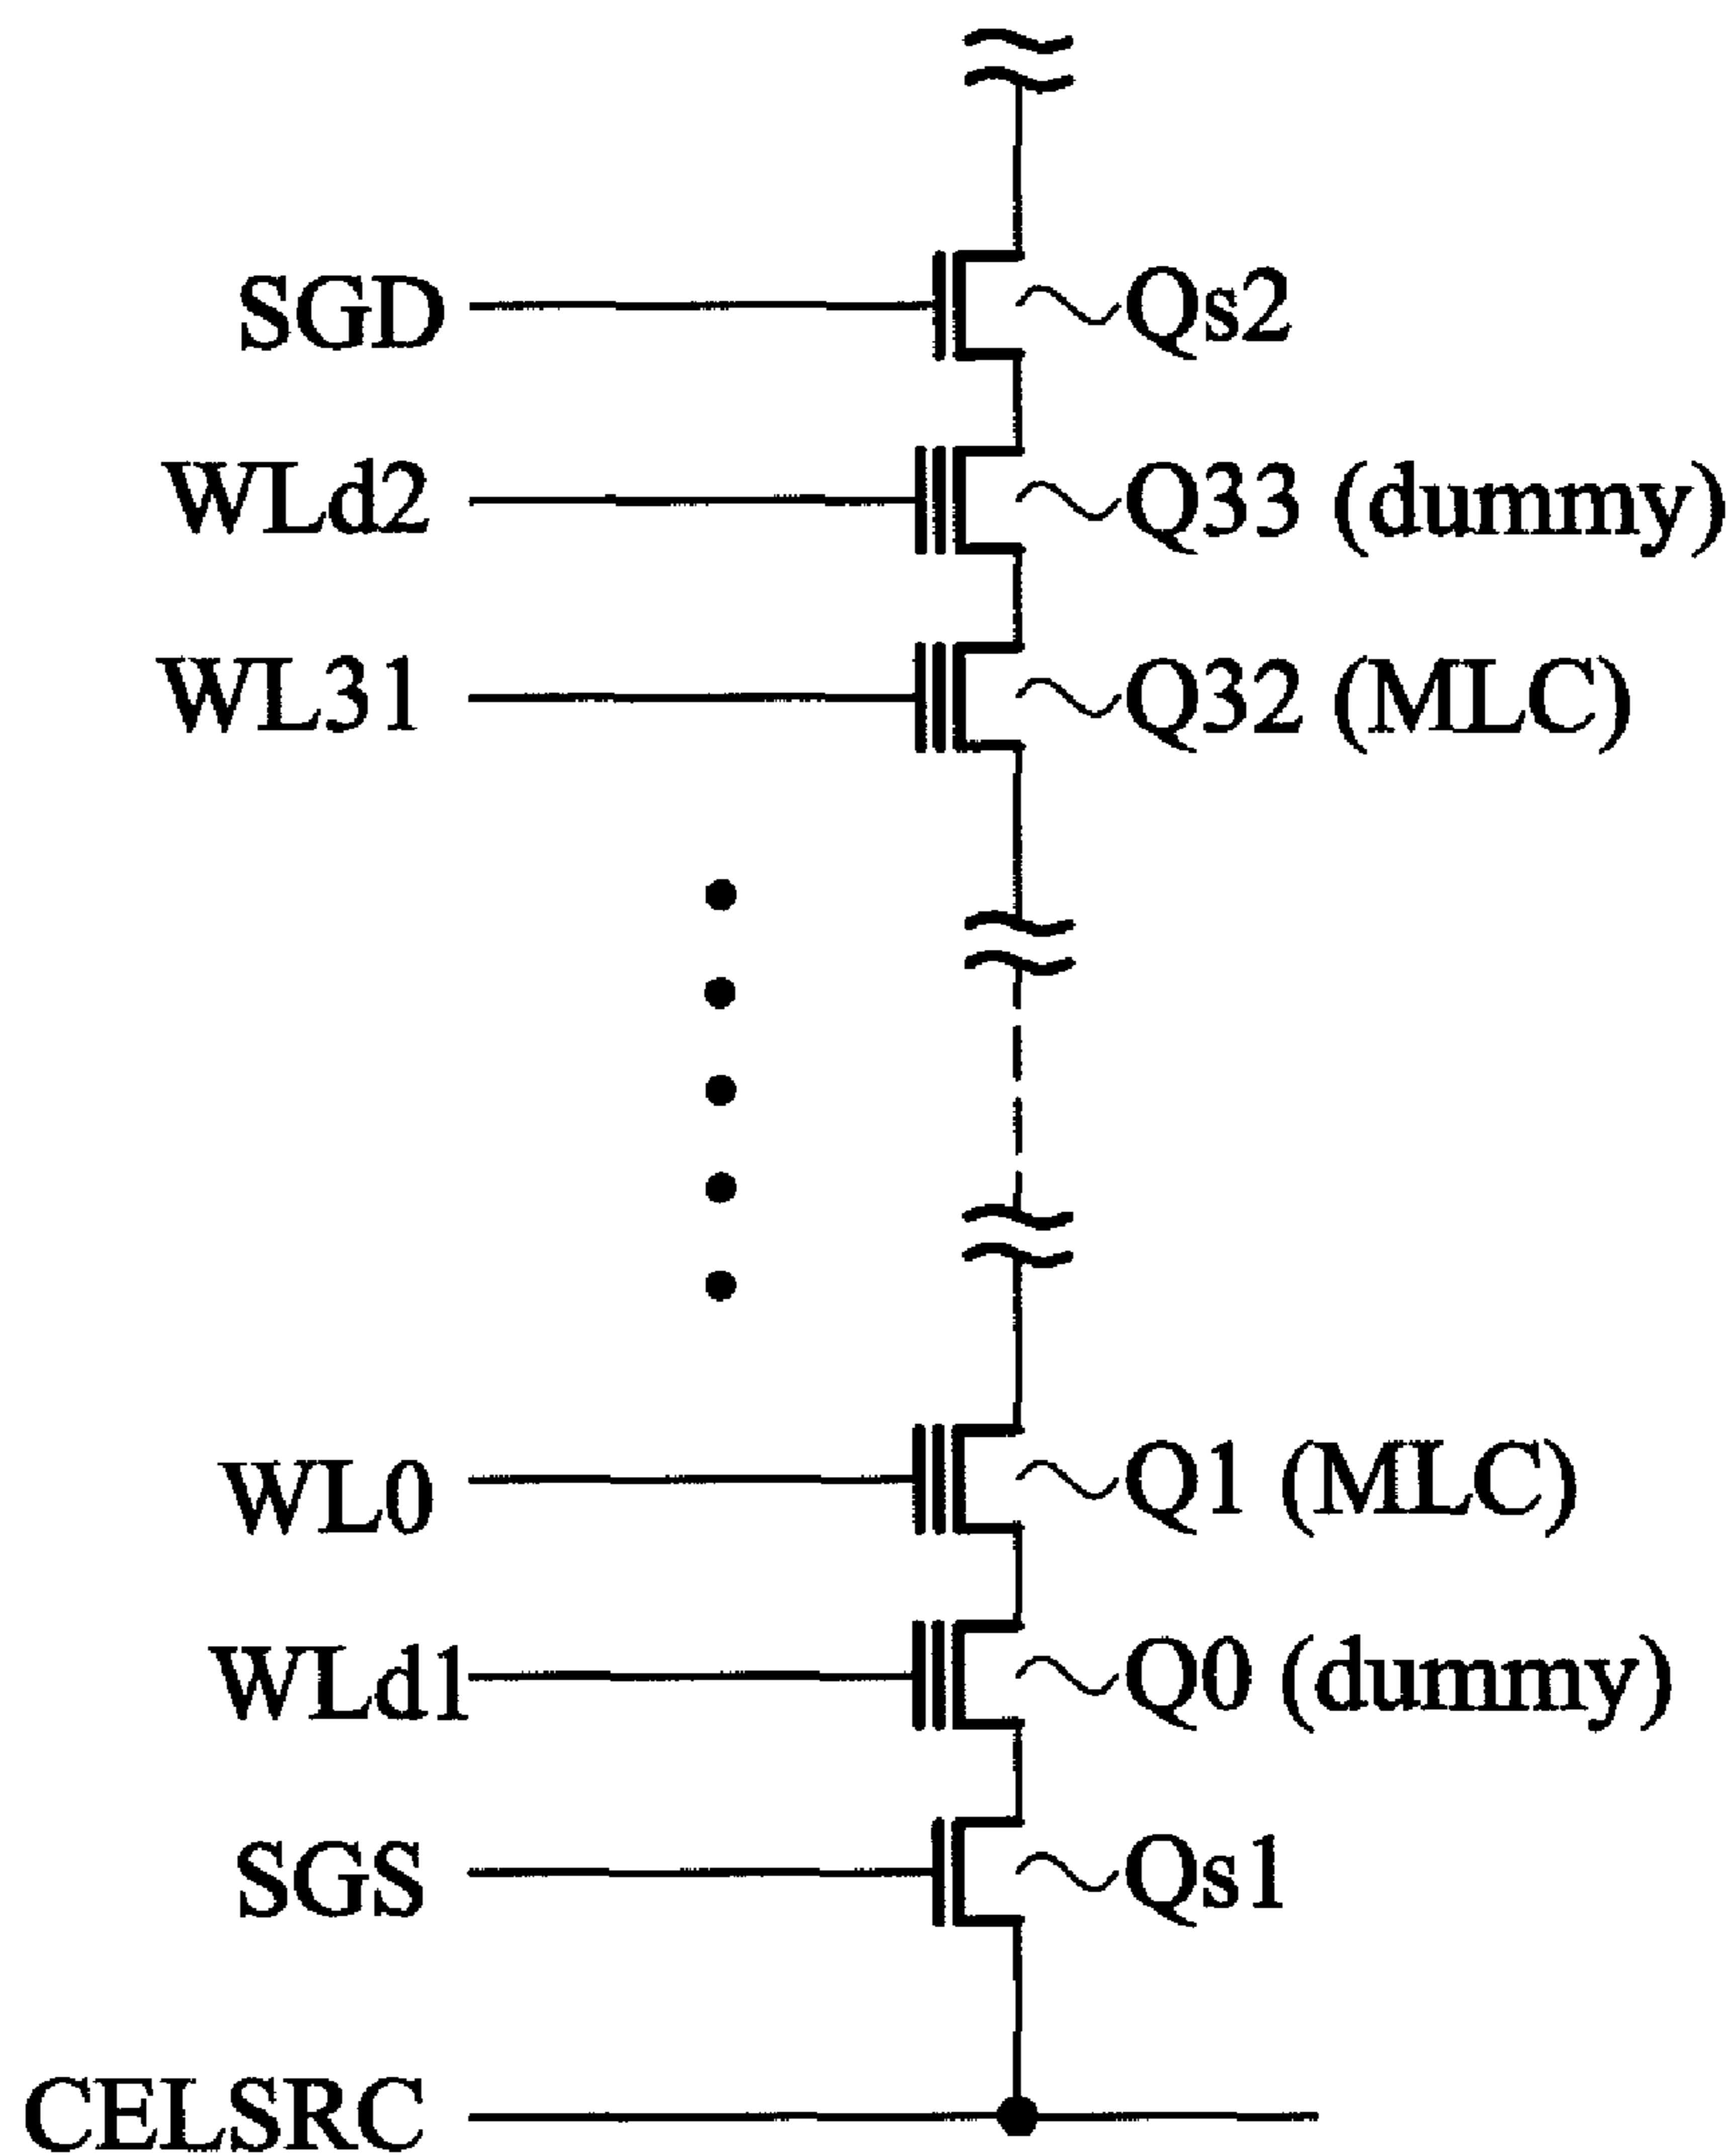 SGD Qs2
WLd2 Q33 (dummy)
WL31 Q32 (MLC)
WL0 Q1 (MLC)
WLd1 Q0 (dummy)
SGS Qs1
CELSRC